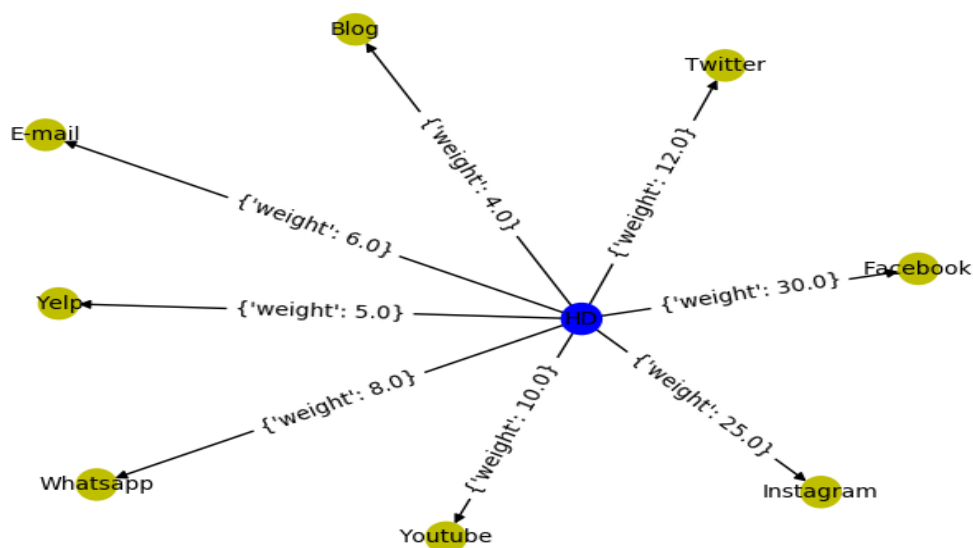 Blog
Twitter
E-mail
{'weight': 4.0}
{'weight': 12.0}
{'weight': 6.0}
Facebook
{'weight': 30.0}
Yelp
{'weight': 5.0}
HD
{'weight': 8.0}
{'weight': 10.0}
{'weight': 25.0}
Whatsapp
Instagram
Youtube